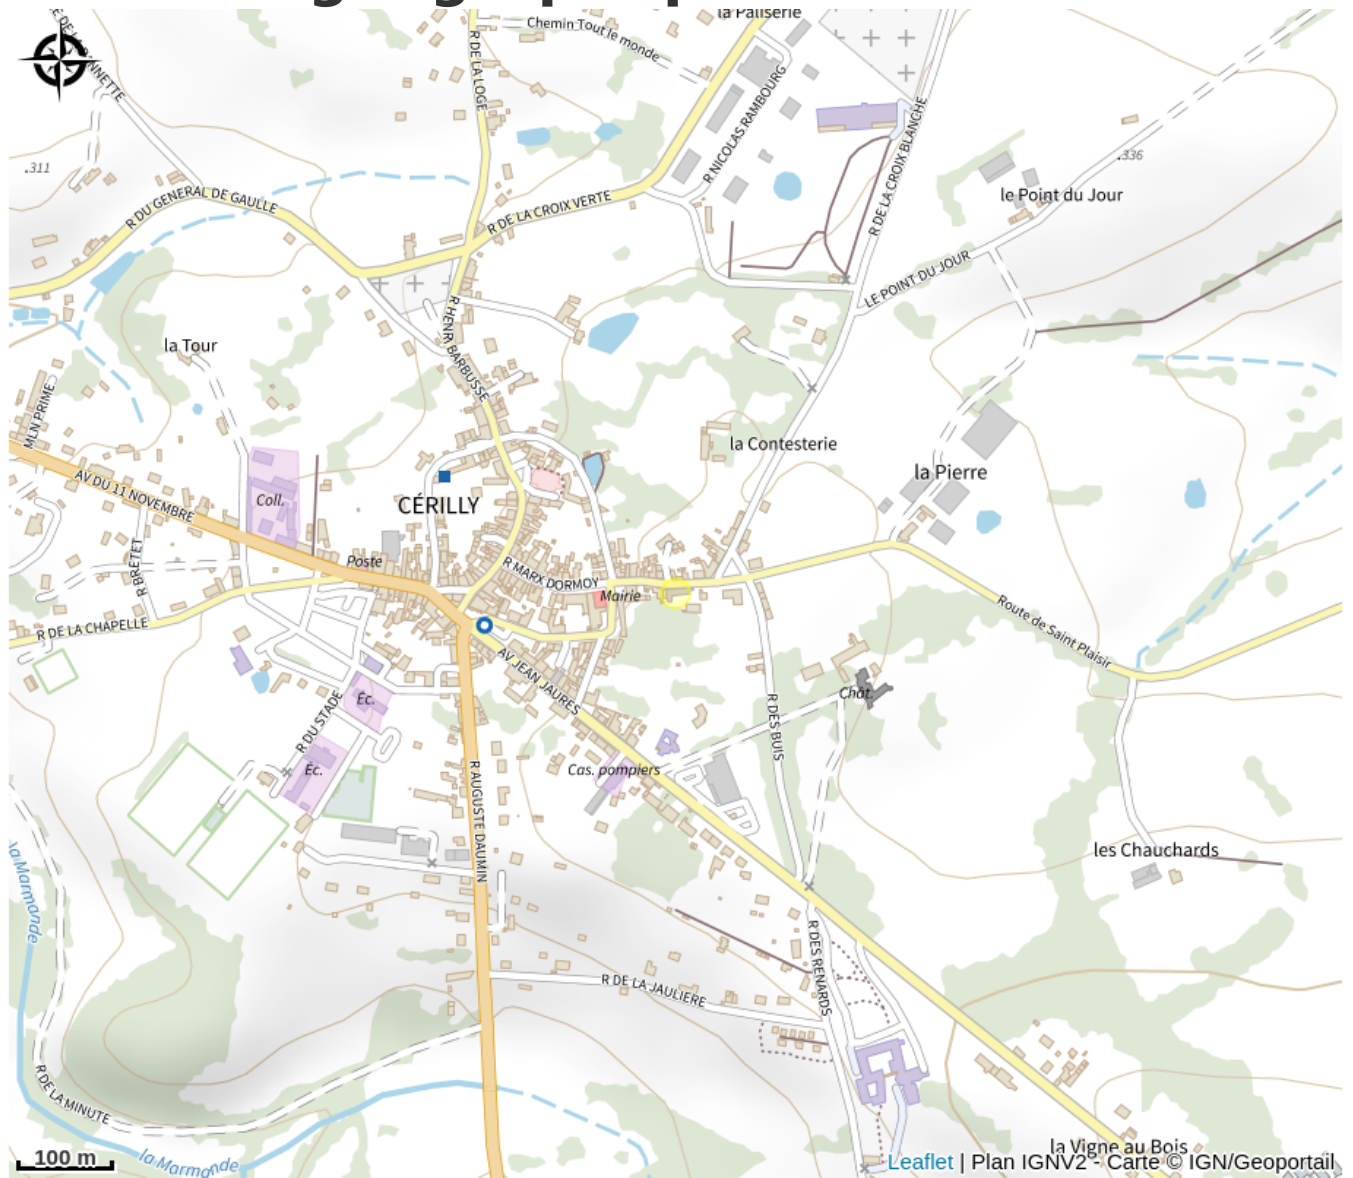 la Païiserie
Chemin Tout le monde
R DE LA LOGE
R NICOLAS RAMBOURG
R DE LA CROIX BLANCHE
.311
.336
le Point du Jour
R DU GENERAL DE GAULLE
R DE LA CROIX VERTE
LE POINT DU JOUR
R HENRI BARBUSSE
la Tour
MLN PRIME
la Contesterie
la Pierre
AV DU 11 NOVEMBRE
Coll.
CÉRILLY
Poste
R BRETET
R MARX DORMOY
Mairie
R DE LA CHAPELLE
Route de Saint Plaisir
AV JEAN JAURES
Éc.
Chât.
R DU STADE
R DES BUIS
Éc.
Cas. pompiers
R AUGUSTE DAUMIN
les Chauchards
la Marmande
R DES RENARDS
R DE LA JAULIERE
R DE LA MINUTE
la Vigne au Bois
100 m
la Marmande
Leaflet | Plan IGNV2 - Carte © IGN/Geoportail